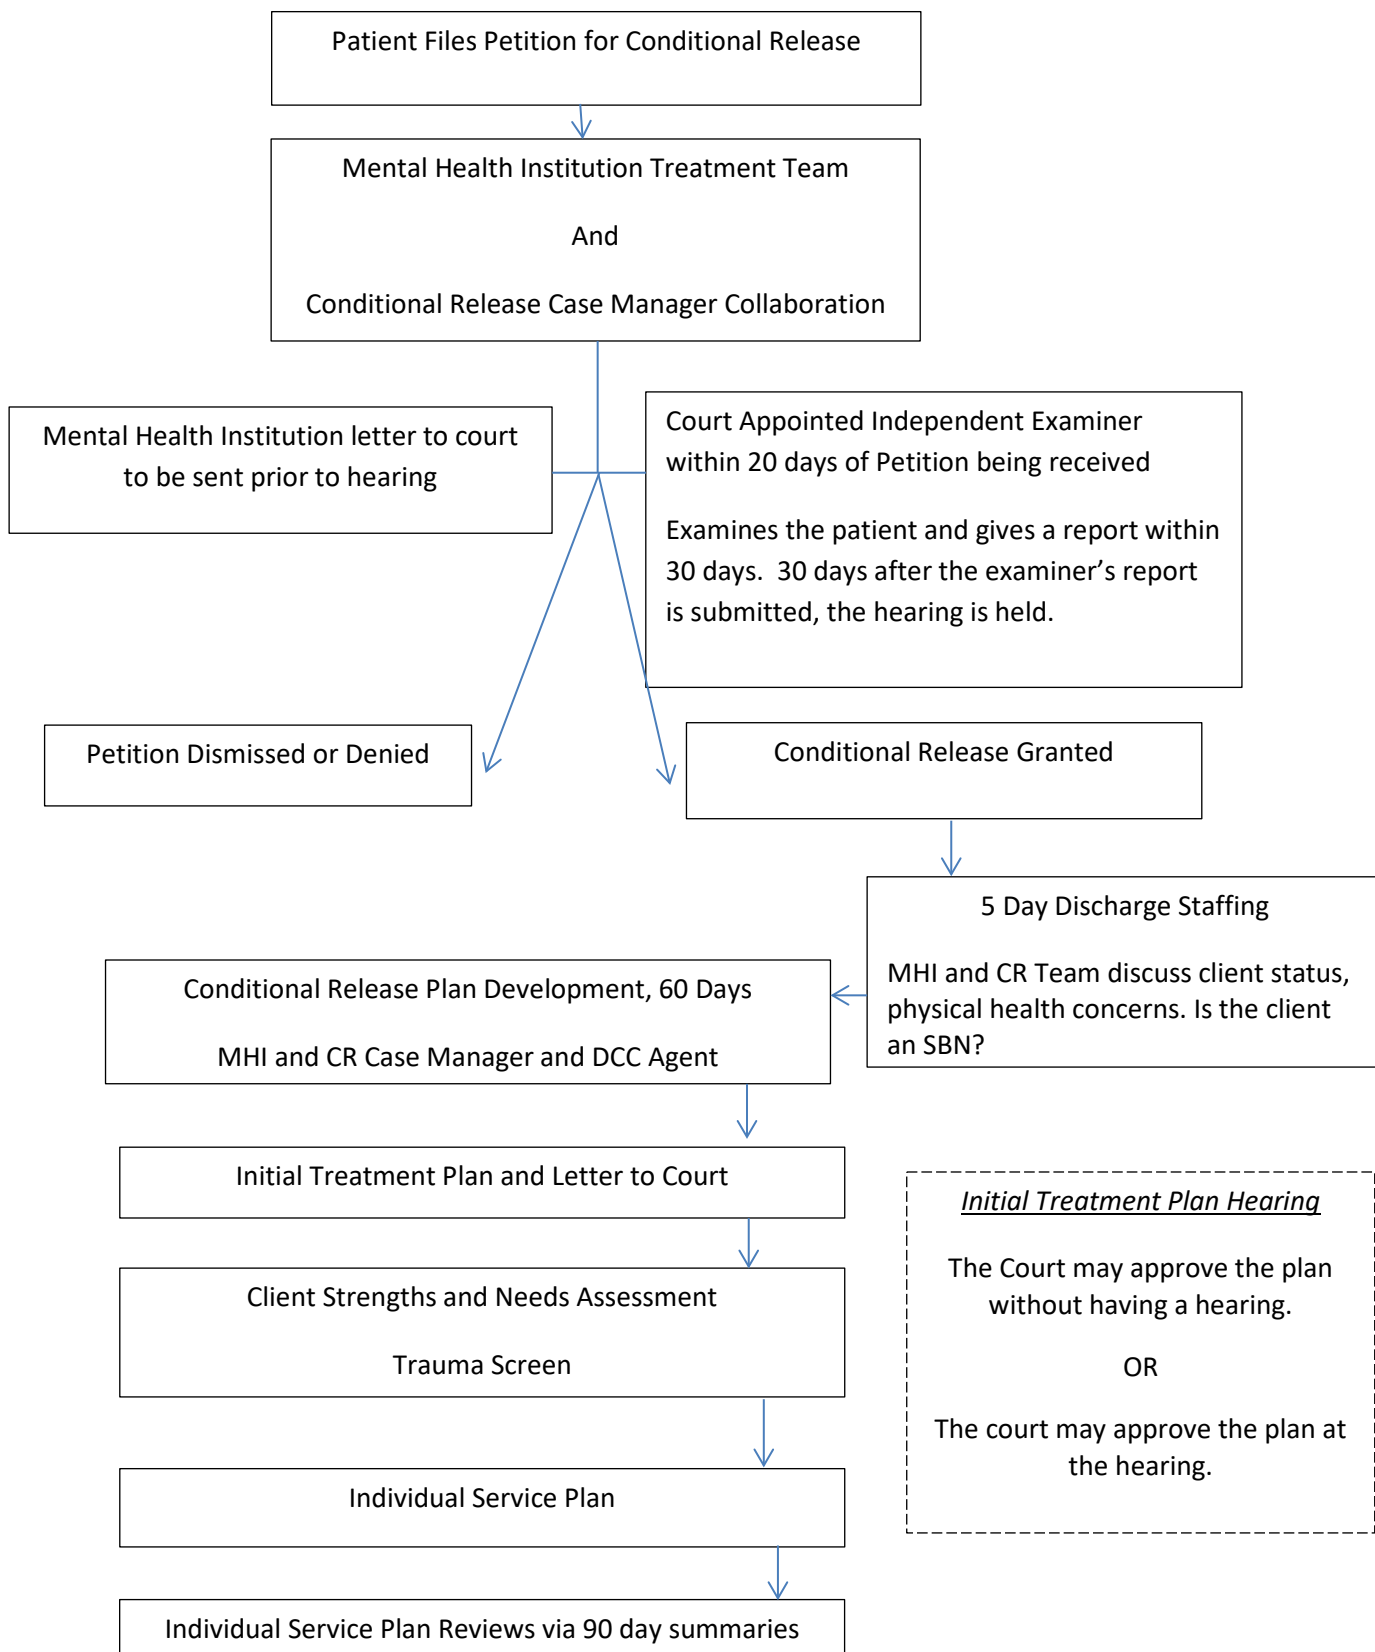 Patient Files Petition for Conditional Release
Mental Health Institution Treatment Team
And
Conditional Release Case Manager Collaboration
Mental Health Institution letter to court
to be sent prior to hearing
Court Appointed Independent Examiner
within 20 days of Petition being received
Examines the patient and gives a report within
30 days.  30 days after the examiner’s report
is submitted, the hearing is held.
Petition Dismissed or Denied
Conditional Release Granted
5 Day Discharge Staffing
MHI and CR Team discuss client status,
physical health concerns. Is the client
an SBN?
Conditional Release Plan Development, 60 Days
MHI and CR Case Manager and DCC Agent
Initial Treatment Plan and Letter to Court
Initial Treatment Plan Hearing
The Court may approve the plan
without having a hearing.
OR
The court may approve the plan at
the hearing.
Client Strengths and Needs Assessment
Trauma Screen
Individual Service Plan
Individual Service Plan Reviews via 90 day summaries